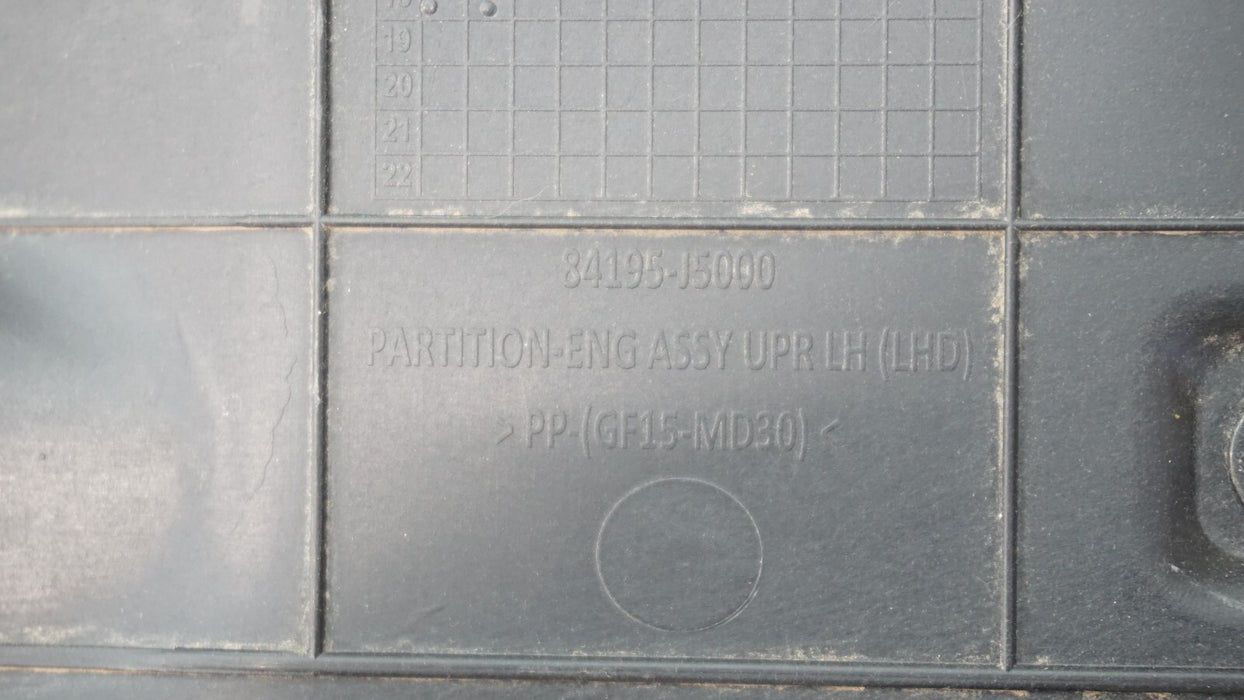 19
20
21
22
84195-J5000
PARTITION-ENG ASSY UPR LH (LHD)
>PP-(GF15-MD30)<